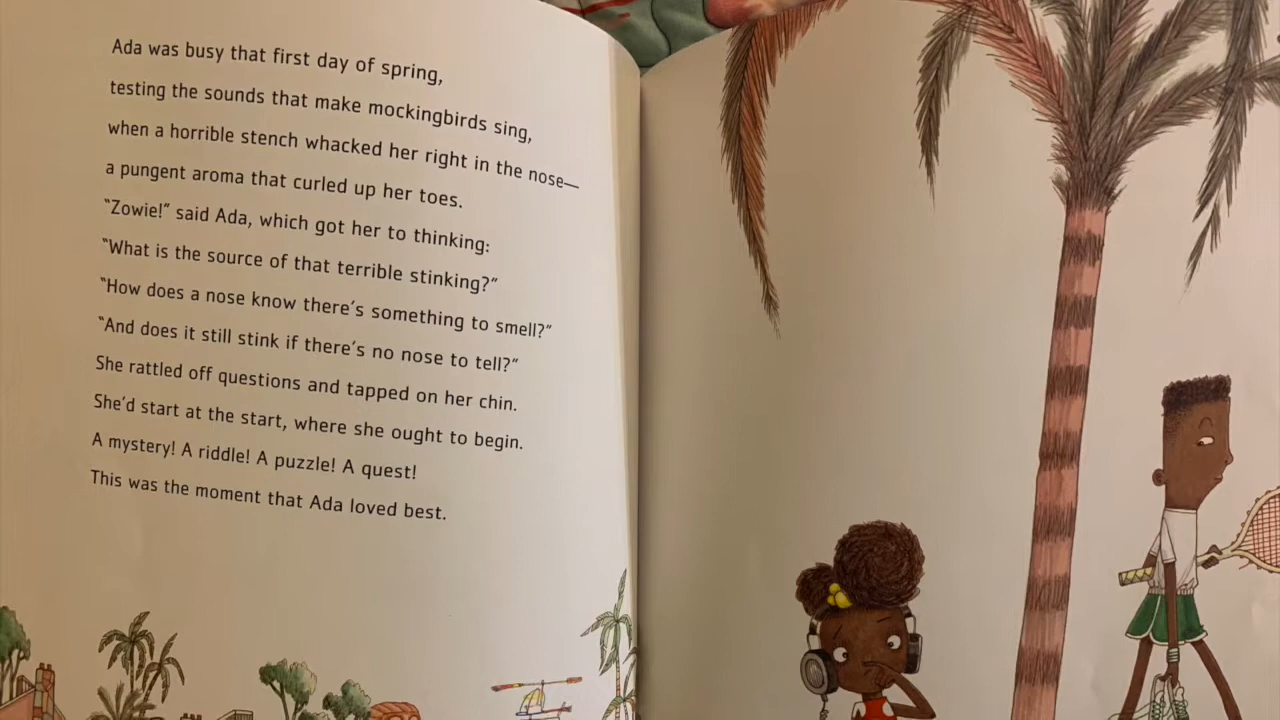 Ada was busy that first day of spring,
testing the sounds that make mockingbirds sing,
when a horrible stench whacked her right in the nose—
a pungent aroma that curled up her toes.
“Zowie!” said Ada, which got her to thinking:
“What is the source of that terrible stinking?”
“How does a nose know there’s something to smell?”
“And does it still stink if there’s no nose to tell?”
She rattled off questions and tapped on her chin.
She’d start at the start, where she ought to begin.
A mystery! A riddle! A puzzle! A quest!
This was the moment that Ada loved best.